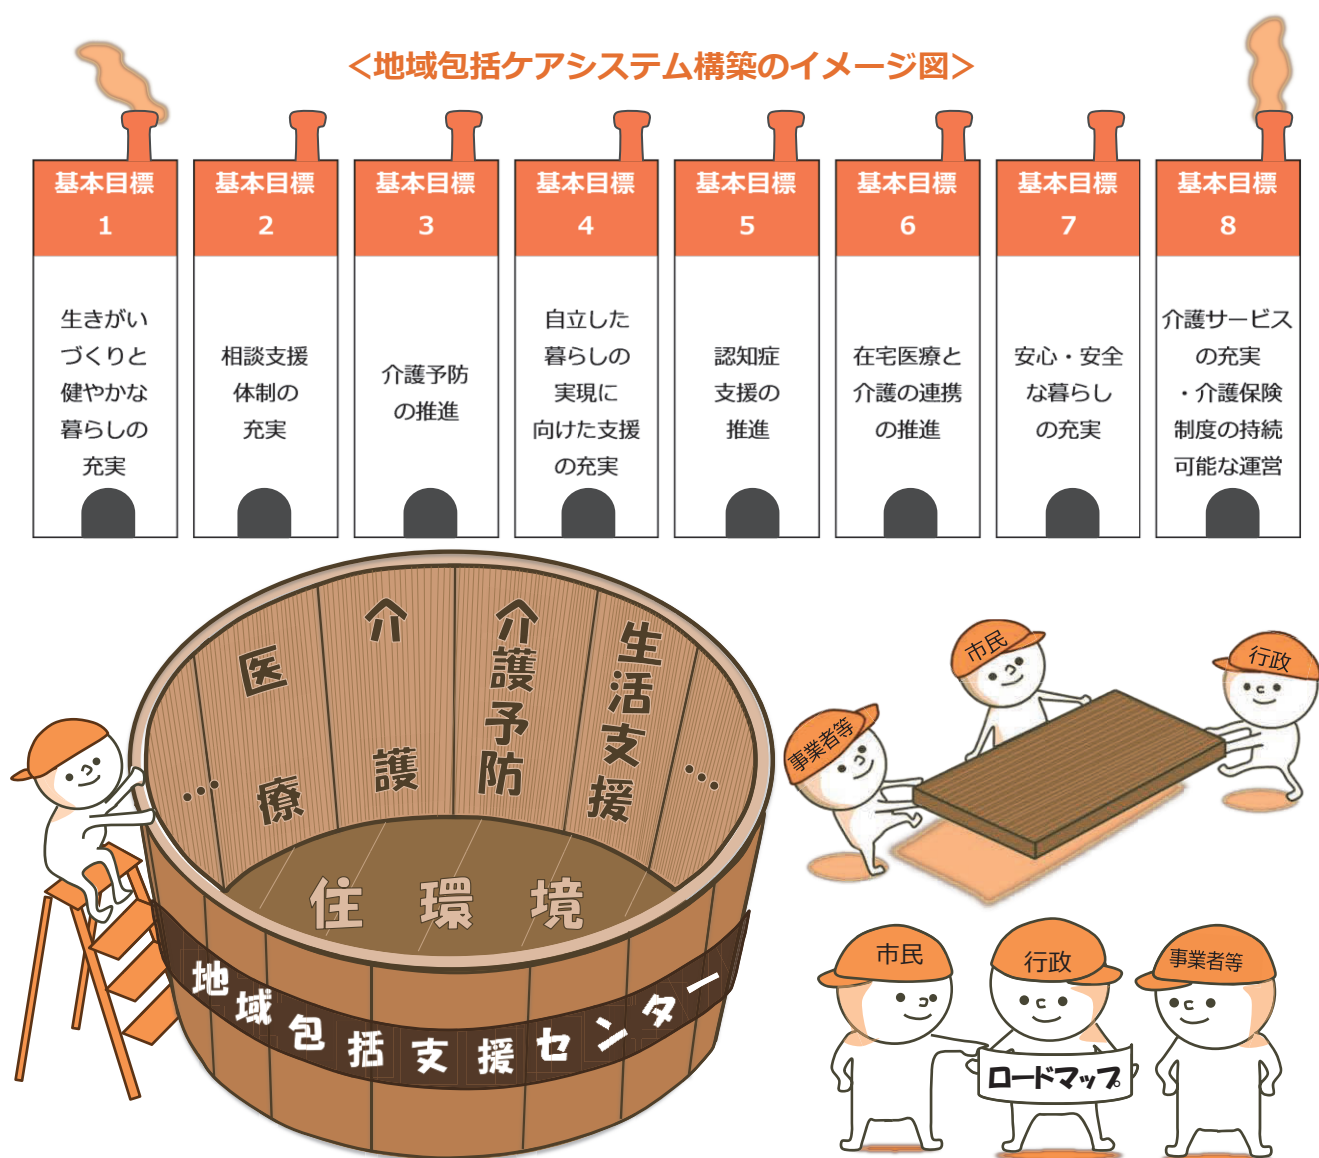 ＜地域包括ケアシステム構築のイメージ図＞
基本目標
1
生きがい
づくりと
健やかな
暮らしの
充実
基本目標
2
相談支援
体制の
充実
基本目標
3
介護予防
の推進
基本目標
4
自立した
暮らしの
実現に
向けた支援
の充実
基本目標
5
認知症
支援の
推進
基本目標
6
在宅医療と
介護の連携
の推進
基本目標
7
安心・安全
な暮らし
の充実
基本目標
8
介護サービス
の充実
・介護保険
制度の持続
可能な運営
…
医療
介護
介護予防
生活支援
…
住環境
地域包括支援センター
市民
行政
事業者等
市民
行政
事業者等
ロードマップ